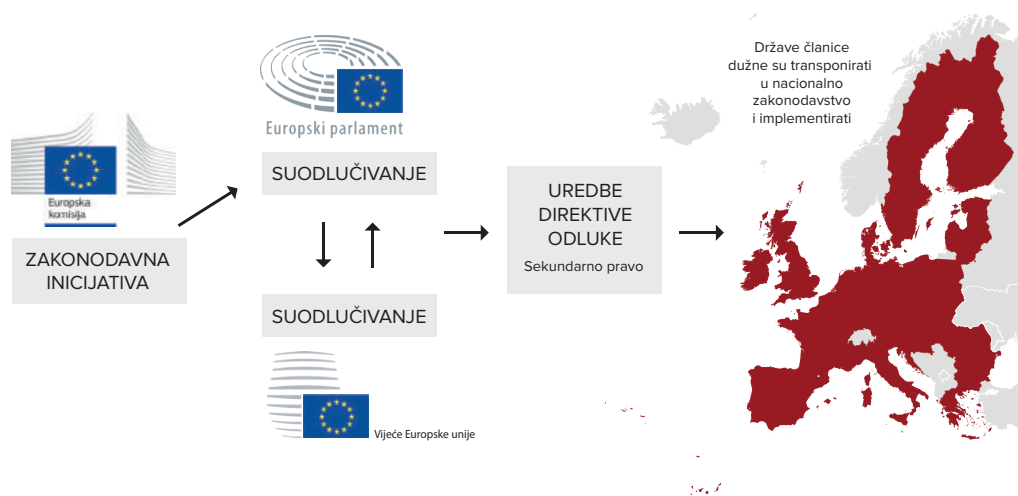 Europska
komisija
ZAKONODAVNA
INICIJATIVA
Europski parlament
SUODLUČIVANJE
SUODLUČIVANJE
Vijeće Europske unije
UREDBE
DIREKTIVE
ODLUKE
Sekundarno pravo
Države članice
dužne su transponirati
u nacionalno
zakonodavstvo
i implementirati